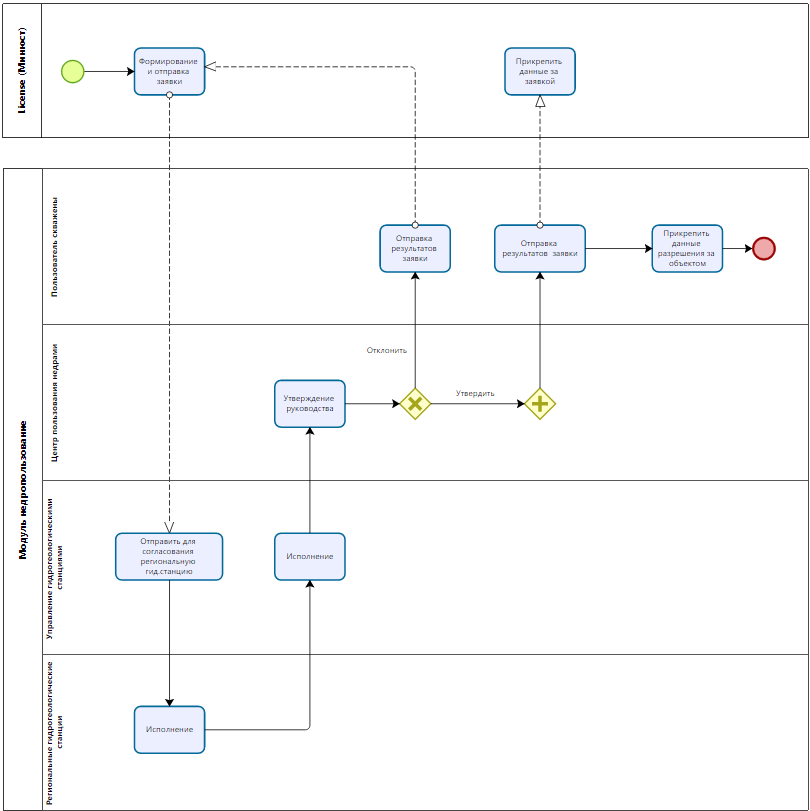 License (Минюст)
Формирование
и отправка
заявки
Прикрепить
данные за
заявкой
Модуль недропользование
Пользователь скважены
Отправка
результатов
заявки
Отправка
результатов заявки
Прикрепить
данные
разрешения за
объектом
Центр пользования недрами
Отклонить
Утверждение
руководства
Утвердить
Управление гидрогеологическими
станциями
Отправить для
согласования
региональную
гид.станцию
Исполнение
Региональные гидрогеологические
станции
Исполнение